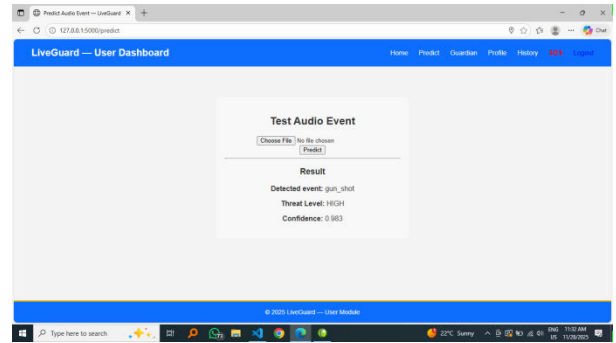 Predict Audio Event — LiveGuard
127.0.0.1:5000/predict
Chat
LiveGuard — User Dashboard
Home Predict Guardian Profile History SOS Logout
Test Audio Event
Choose File No file chosen
Predict
Result
Detected event: gun_shot
Threat Level: HIGH
Confidence: 0.983
© 2025 LiveGuard — User Module
Type here to search
22°C Sunny
ENG 11:32 AM
US 11/28/2025